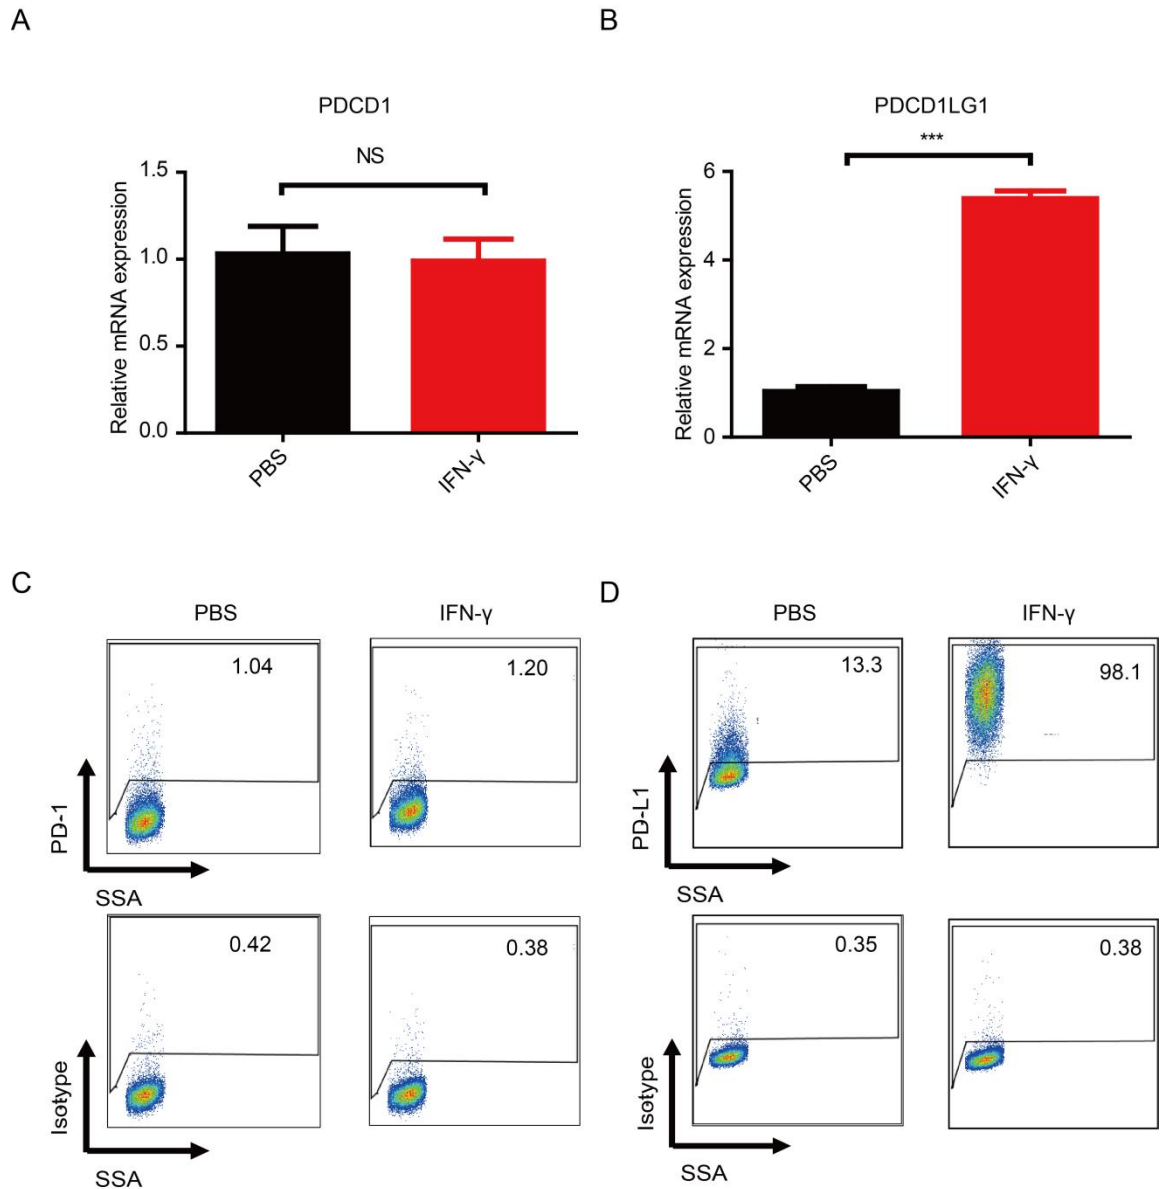 A
B
PDCD1
NS
Relative mRNA expression
1.5
1.0
0.5
0.0
PBS
IFN-γ
PDCD1LG1
***
Relative mRNA expression
6
4
2
0
PBS
IFN-γ
C
PBS
IFN-γ
1.04
1.20
PD-1
SSA
0.42
0.38
Isotype
SSA
D
PBS
IFN-γ
13.3
98.1
PD-L1
SSA
0.35
0.38
Isotype
SSA